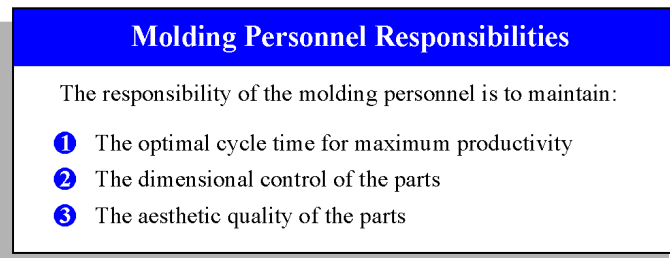 Molding Personnel Responsibilities
The responsibility of the molding personnel is to maintain:
1 The optimal cycle time for maximum productivity
2 The dimensional control of the parts
3 The aesthetic quality of the parts